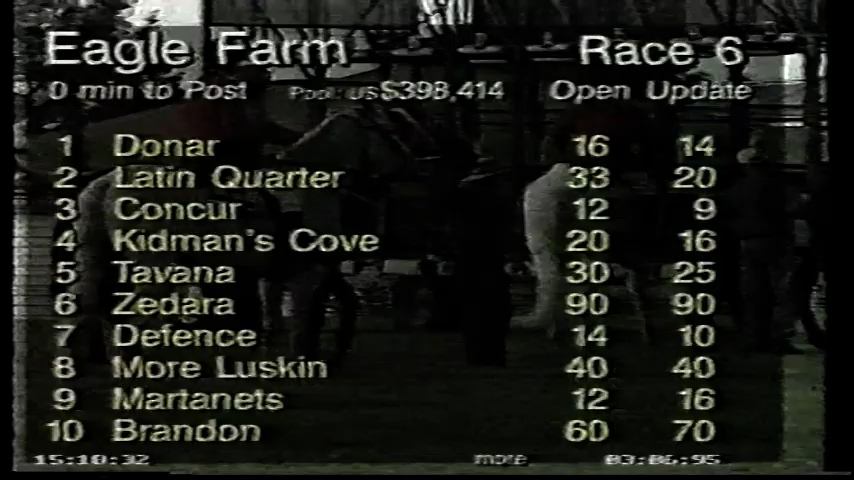 Eagle Farm Race 6
0 min to Post Pool: US$398,414 Open Update
1 Donar 16 14
2 Latin Quarter 33 20
3 Concur 12 9
4 Kidman's Cove 20 16
5 Tavana 30 25
6 Zedara 90 90
7 Defence 14 10
8 More Luskin 40 40
9 Martanets 12 16
10 Brandon 60 70
15:10:32 more 03:06:95